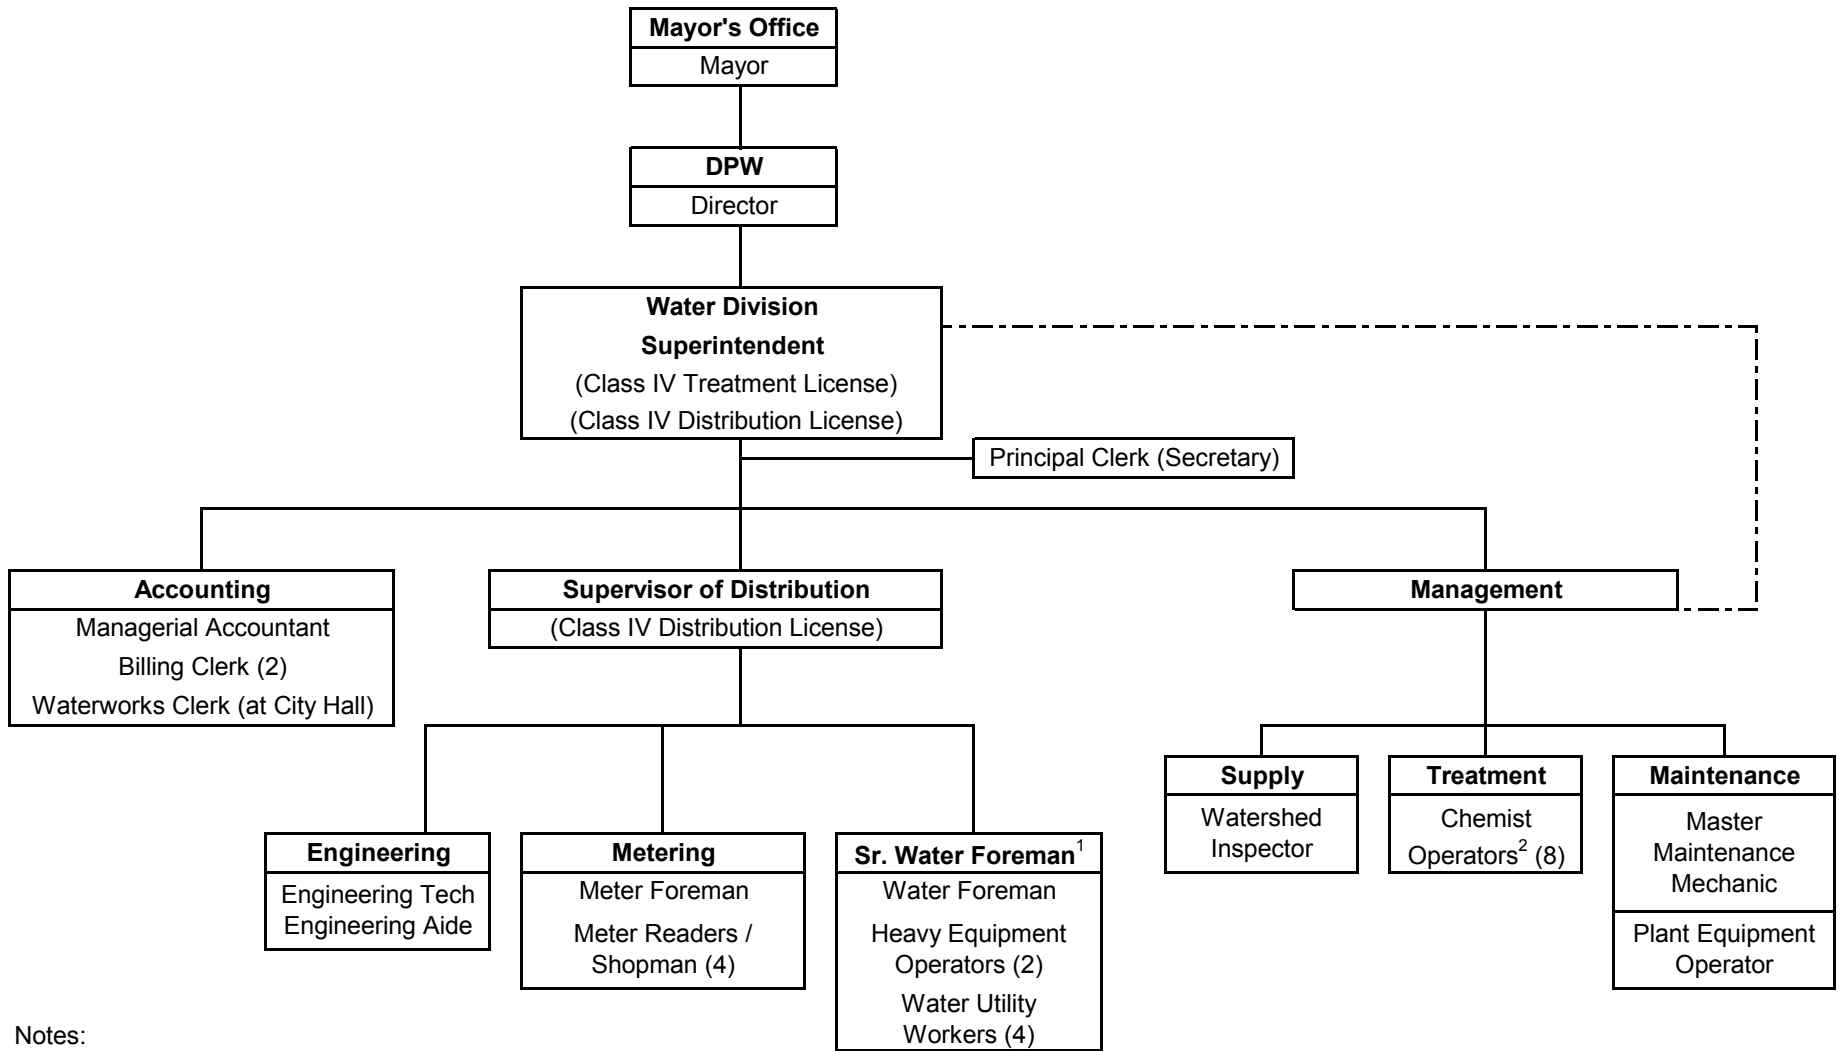 Mayor's Office
Mayor
DPW
Director
Water Division
Superintendent
(Class IV Treatment License)
(Class IV Distribution License)
Principal Clerk (Secretary)
Accounting
Managerial Accountant
Billing Clerk (2)
Waterworks Clerk (at City Hall)
Supervisor of Distribution
(Class IV Distribution License)
Management
Engineering
Engineering Tech
Engineering Aide
Metering
Meter Foreman
Meter Readers /
Shopman (4)
Sr. Water Foreman¹
Water Foreman
Heavy Equipment
Operators (2)
Water Utility
Workers (4)
Supply
Watershed
Inspector
Treatment
Chemist
Operators² (8)
Maintenance
Master
Maintenance
Mechanic
Plant Equipment
Operator
Notes: